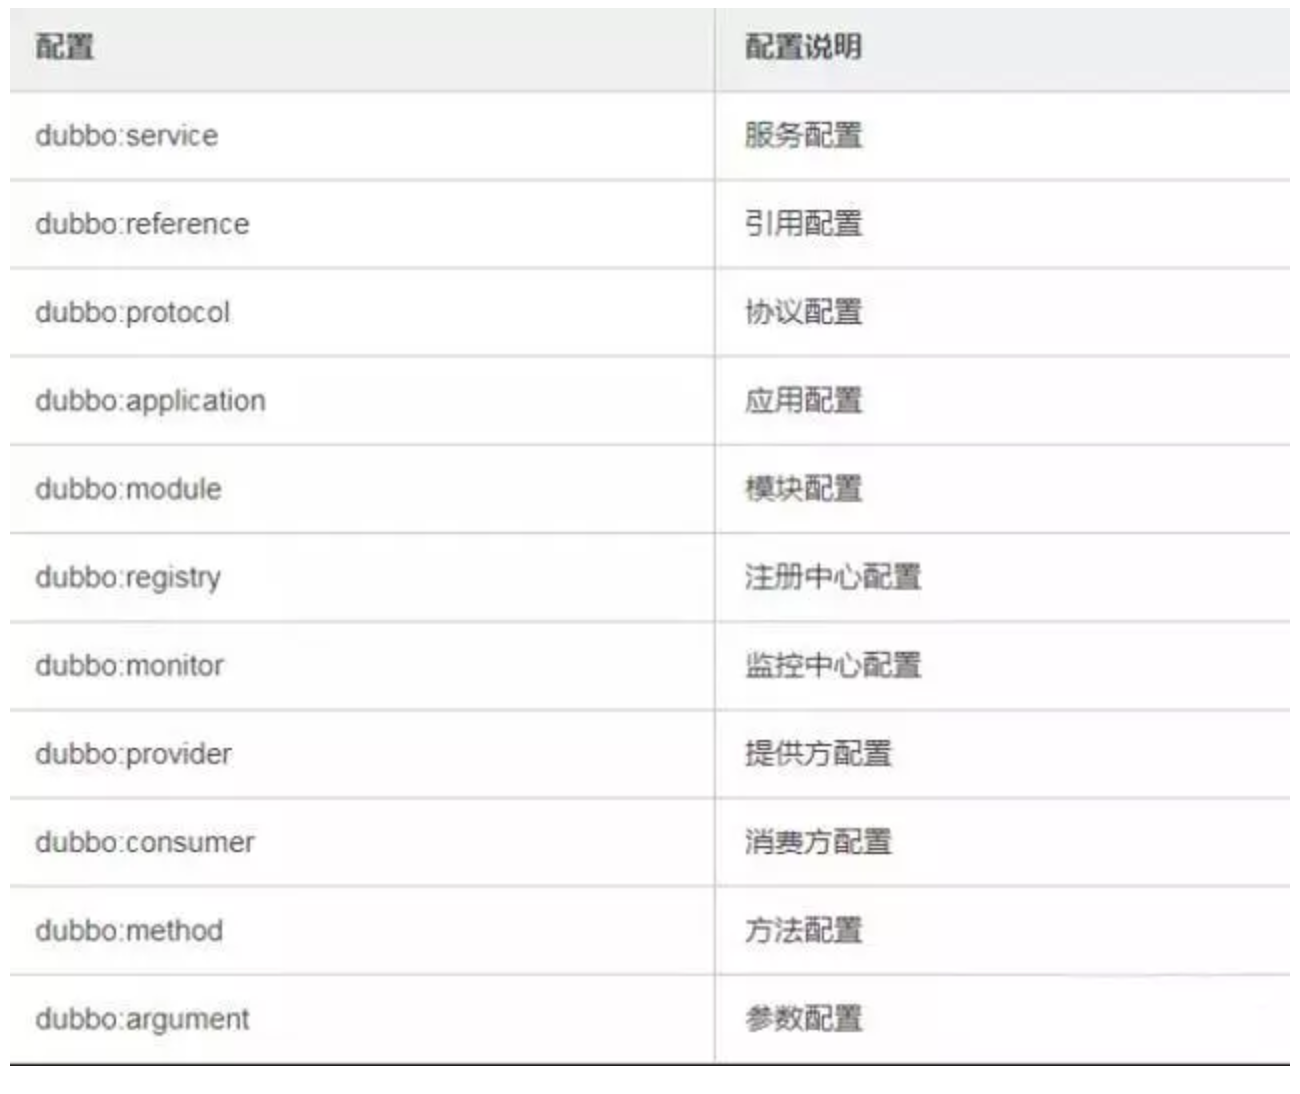 配置 配置说明
dubbo:service 服务配置
dubbo:reference 引用配置
dubbo:protocol 协议配置
dubbo:application 应用配置
dubbo:module 模块配置
dubbo:registry 注册中心配置
dubbo:monitor 监控中心配置
dubbo:provider 提供方配置
dubbo:consumer 消费方配置
dubbo:method 方法配置
dubbo:argument 参数配置